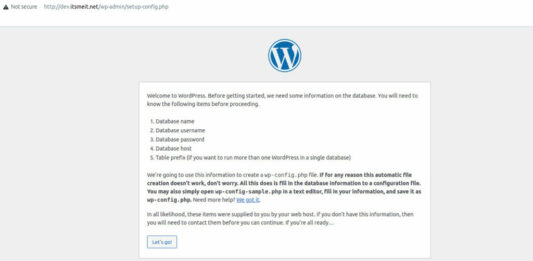 Not secure http://dev.itsmeit.net/wp-admin/setup-config.php
Welcome to WordPress. Before getting started, we need some information on the database. You will need to
know the following items before proceeding.
1. Database name
2. Database username
3. Database password
4. Database host
5. Table prefix (if you want to run more than one WordPress in a single database)
We're going to use this information to create a wp-config.php file. If for any reason this automatic file
creation doesn't work, don't worry. All this does is fill in the database information to a configuration file.
You may also simply open wp-config-sample.php in a text editor, fill in your information, and save it as
wp-config.php. Need more help? We got it.
In all likelihood, these items were supplied to you by your web host. If you don't have this information, then
you will need to contact them before you can continue. If you're all ready…
Let's go!